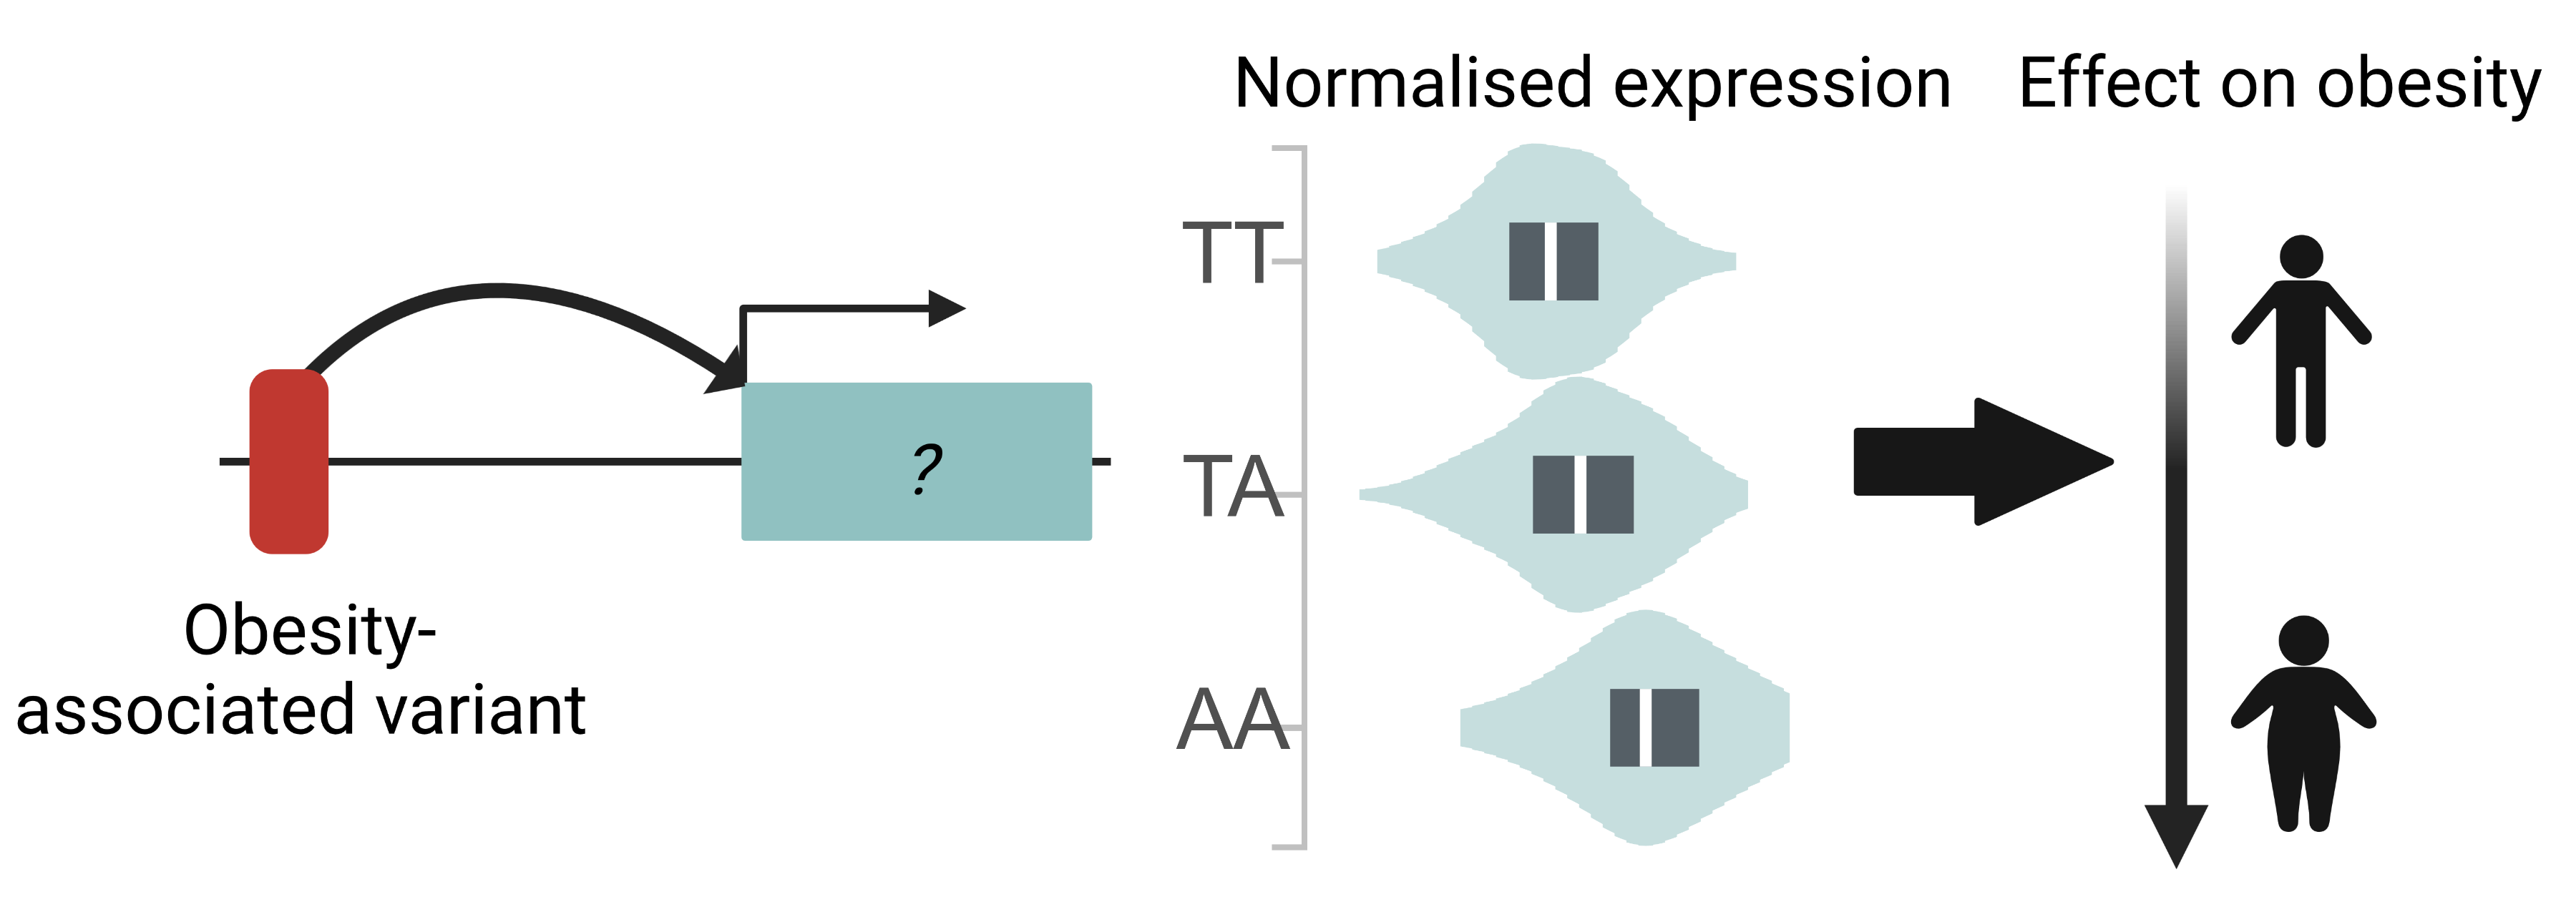 Normalised expression
Effect on obesity
TT
?
TA
Obesity-
associated variant
AA